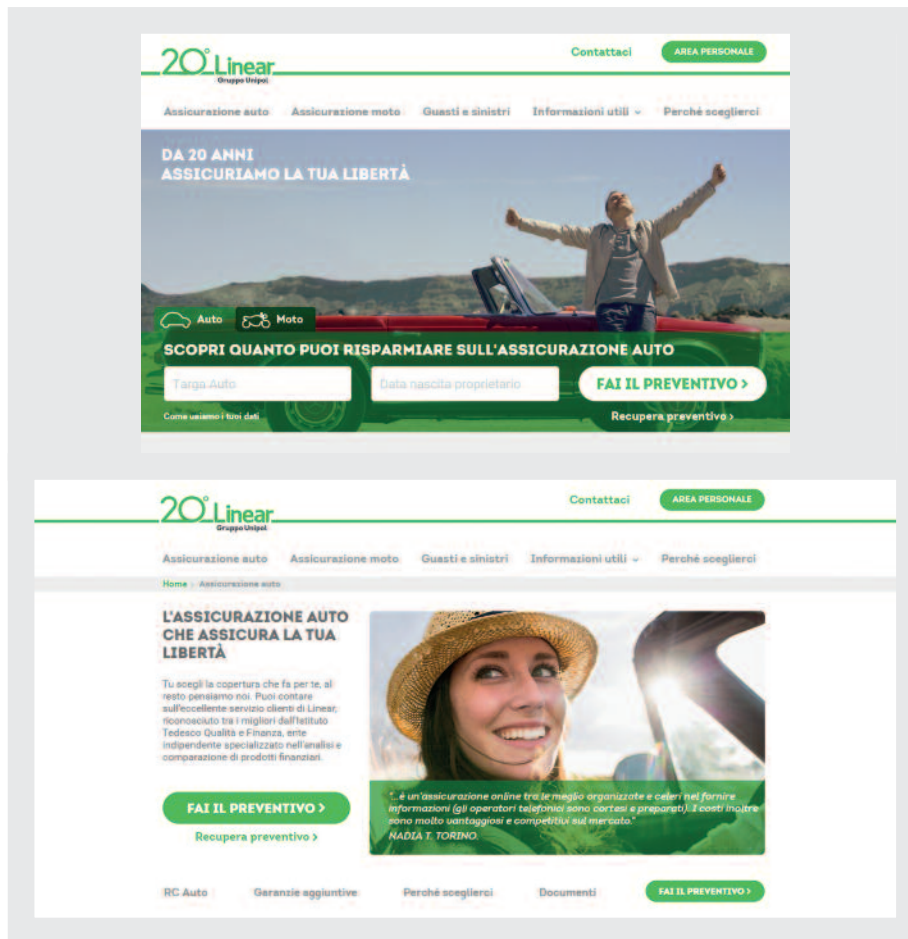 20° Linear
Gruppo Unipol
Contattaci
AREA PERSONALE
Assicurazione auto Assicurazione moto Guasti e sinistri Informazioni utili Perché sceglierci
DA 20 ANNI
ASSICURIAMO LA TUA LIBERTÀ
Auto Moto
SCOPRI QUANTO PUOI RISPARMIARE SULL'ASSICURAZIONE AUTO
Targa Auto Data nascita proprietario FAI IL PREVENTIVO >
Come usiamo i tuoi dati Recupera preventivo >
20° Linear
Gruppo Unipol
Contattaci
AREA PERSONALE
Assicurazione auto Assicurazione moto Guasti e sinistri Informazioni utili Perché sceglierci
Home > Assicurazione auto
L'ASSICURAZIONE AUTO
CHE ASSICURA LA TUA
LIBERTÀ
Tu scegli la copertura che fa per te, al
resto pensiamo noi. Puoi contare
sull'eccellente servizio clienti di Linear,
riconosciuto tra i migliori dall'Istituto
Tedesco Qualità e Finanza, ente
indipendente specializzato nell'analisi e
comparazione di prodotti finanziari.
FAI IL PREVENTIVO >
Recupera preventivo >
"...è un'assicurazione online tra le meglio organizzate e celeri nel fornire
informazioni (gli operatori telefonici sono cortesi e preparati). I costi inoltre
sono molto vantaggiosi e competitivi sul mercato."
NADIA T. TORINO.
RC Auto Garanzie aggiuntive Perché sceglierci Documenti FAI IL PREVENTIVO >